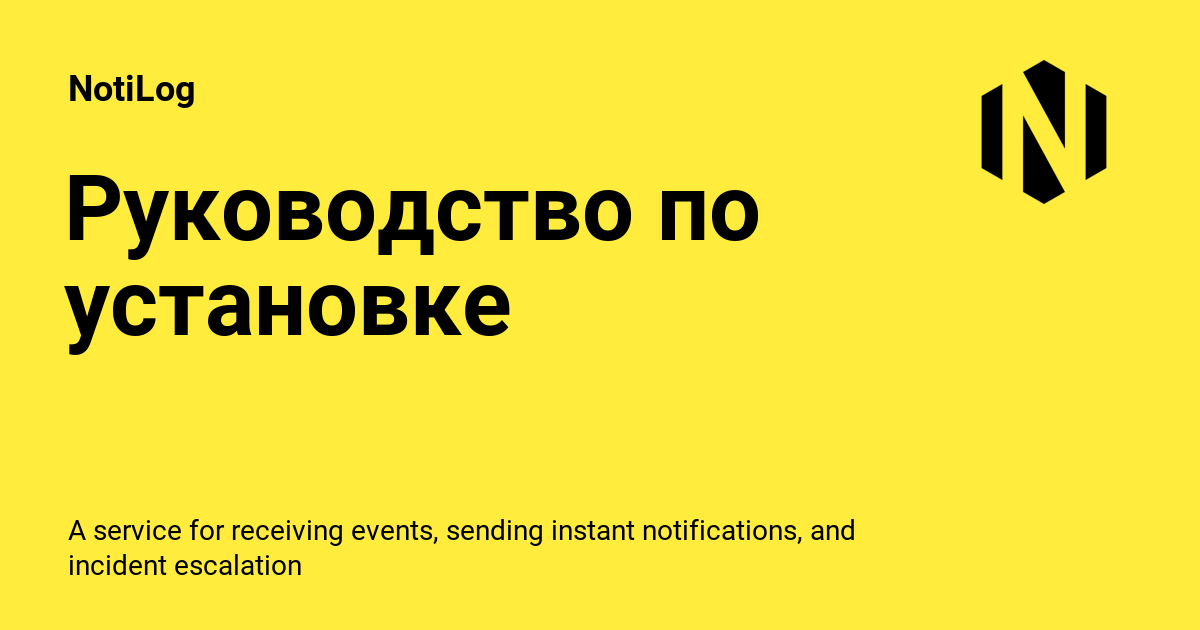 NotiLog
Руководство по
установке
A service for receiving events, sending instant notifications, and
incident escalation